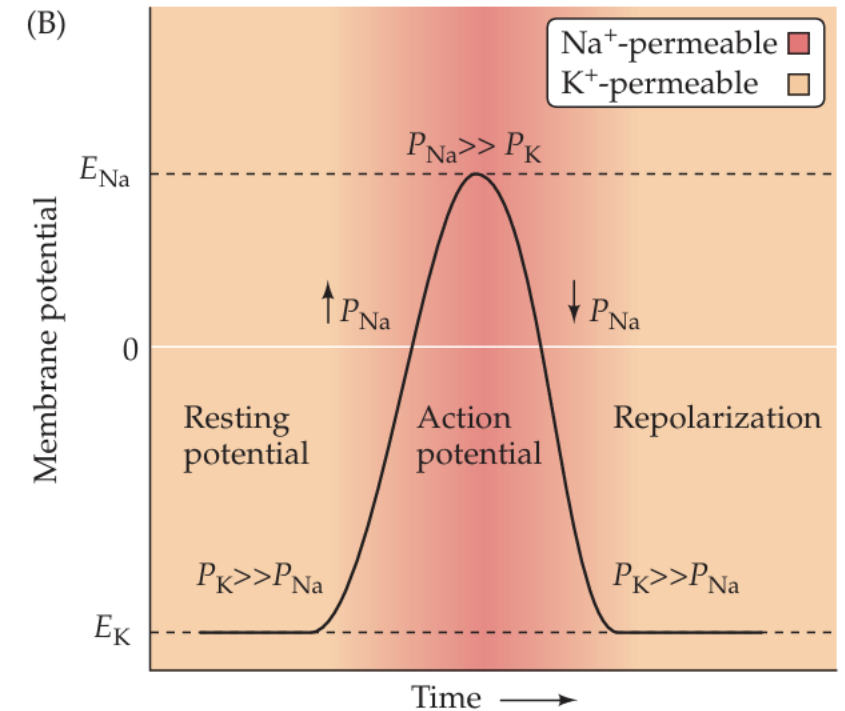 (B)
Na⁺-permeable
K⁺-permeable
P_Na>> P_K
E_Na
↑ P_Na
↓ P_Na
Membrane potential
0
Resting
potential
Action
potential
Repolarization
P_K>>P_Na
P_K>>P_Na
E_K
Time →